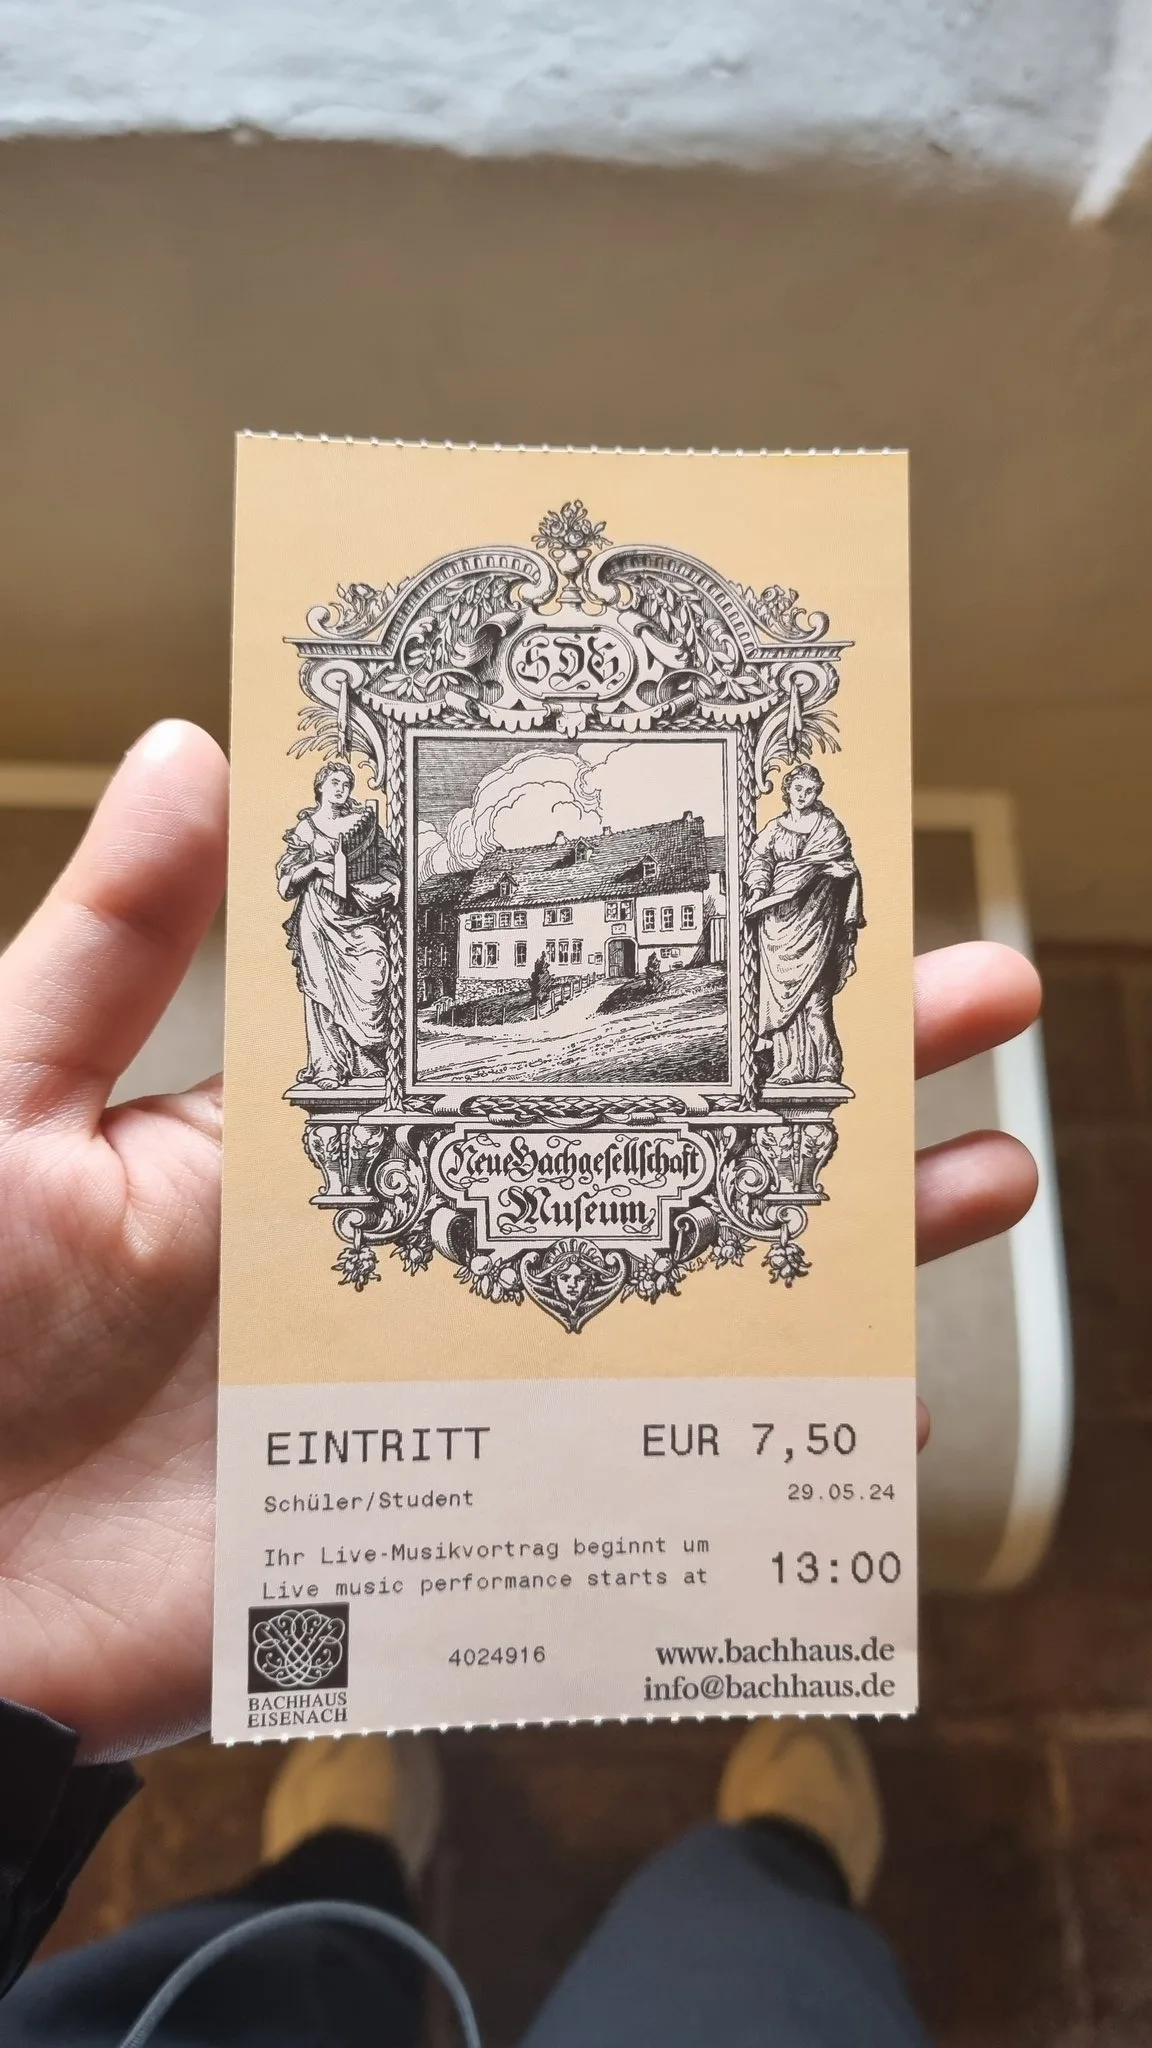 SDG
Neue Bachgesellschaft
Museum
EINTRITT EUR 7,50
Schüler/Student 29.05.24
Ihr Live-Musikvortrag beginnt um
Live music performance starts at 13:00
BACHHAUS
EISENACH
4024916
www.bachhaus.de
info@bachhaus.de